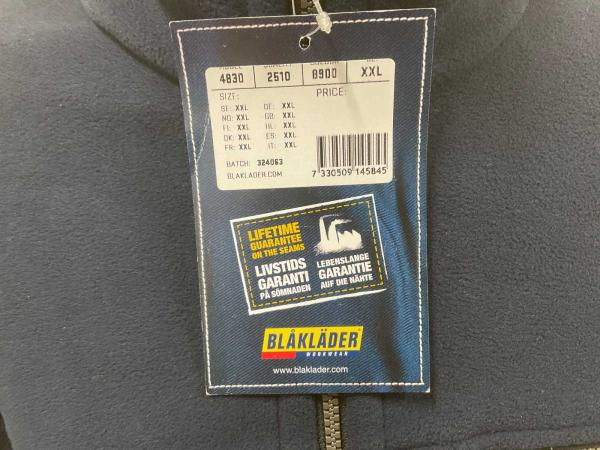 4830 2510 8900 XXL
SIZE: PRICE:
SE: XXL DE: XXL
NO: XXL GB: XXL
FI: XXL NL: XXL
DK: XXL ES: XXL
FR: XXL IT: XXL
BATCH: 324063
BLAKLADER.COM
7 330509 145845
LIFETIME
GUARANTEE
ON THE SEAMS
LIVSTIDS
GARANTI
PÅ SÖMNADEN
LEBENSLANGE
GARANTIE
AUF DIE NÄHTE
BLÅKLÄDER
WORKWEAR
www.blaklader.com